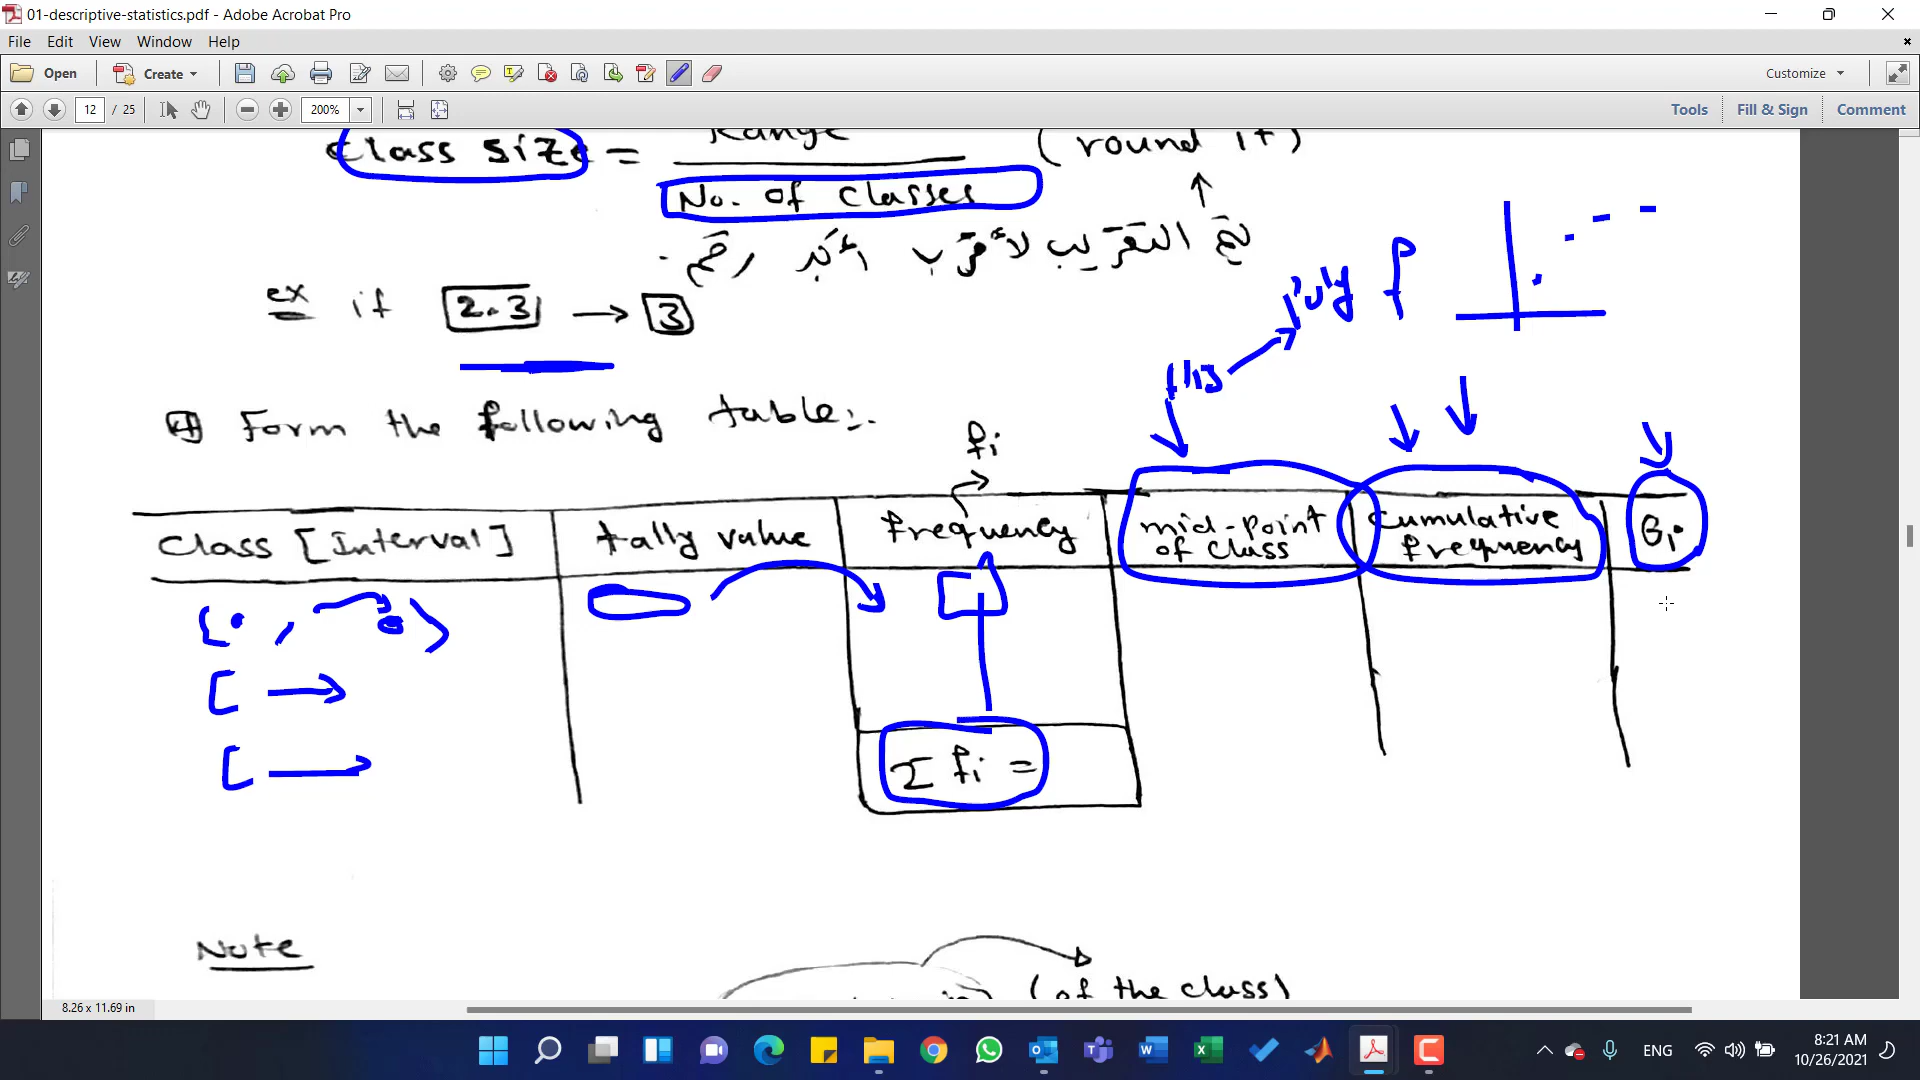 01-descriptive-statistics.pdf - Adobe Acrobat Pro
File Edit View Window Help
Open Create Customize
12 / 25 200% Tools Fill & Sign Comment
Class size = Range (round it)
No. of classes
يتم التقريب لأقرب أكبر رقم.
ex if 2.3 → 3
4 Form the following table:-
fi
Class [Interval] tally value frequency mid-point of class Cumulative frequency
Σ fi =
Note
(of the class)
8.26 x 11.69 in
ENG 8:21 AM
10/26/2021